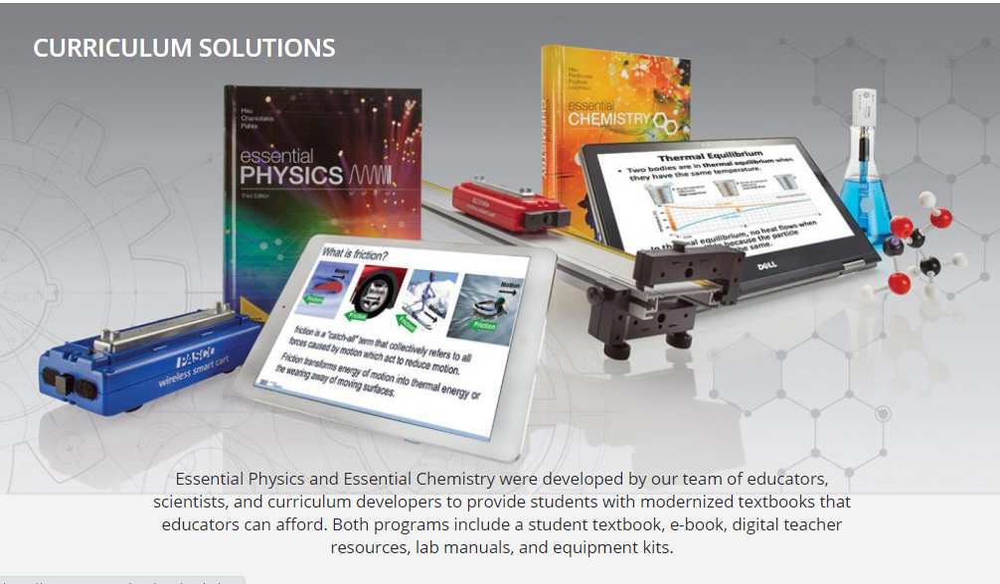 CURRICULUM SOLUTIONS
Hsu
Chaniotakis
Pahre
essential
PHYSICS
Third Edition
essential
CHEMISTRY
CHEMISTRY
Thermal Equilibrium
• Two bodies are in thermal equilibrium when
they have the same temperature.
equilibrium, no heat flows when
because the particle
same.
DELL
What is friction?
Motion
Friction
Friction
Friction
Motion
Friction
friction is a "catch-all" term that collectively refers to all
forces caused by motion which act to reduce motion.
Friction transforms energy of motion into thermal energy or
the wearing away of moving surfaces.
PASCO
wireless smart cart
Essential Physics and Essential Chemistry were developed by our team of educators,
scientists, and curriculum developers to provide students with modernized textbooks that
educators can afford. Both programs include a student textbook, e-book, digital teacher
resources, lab manuals, and equipment kits.